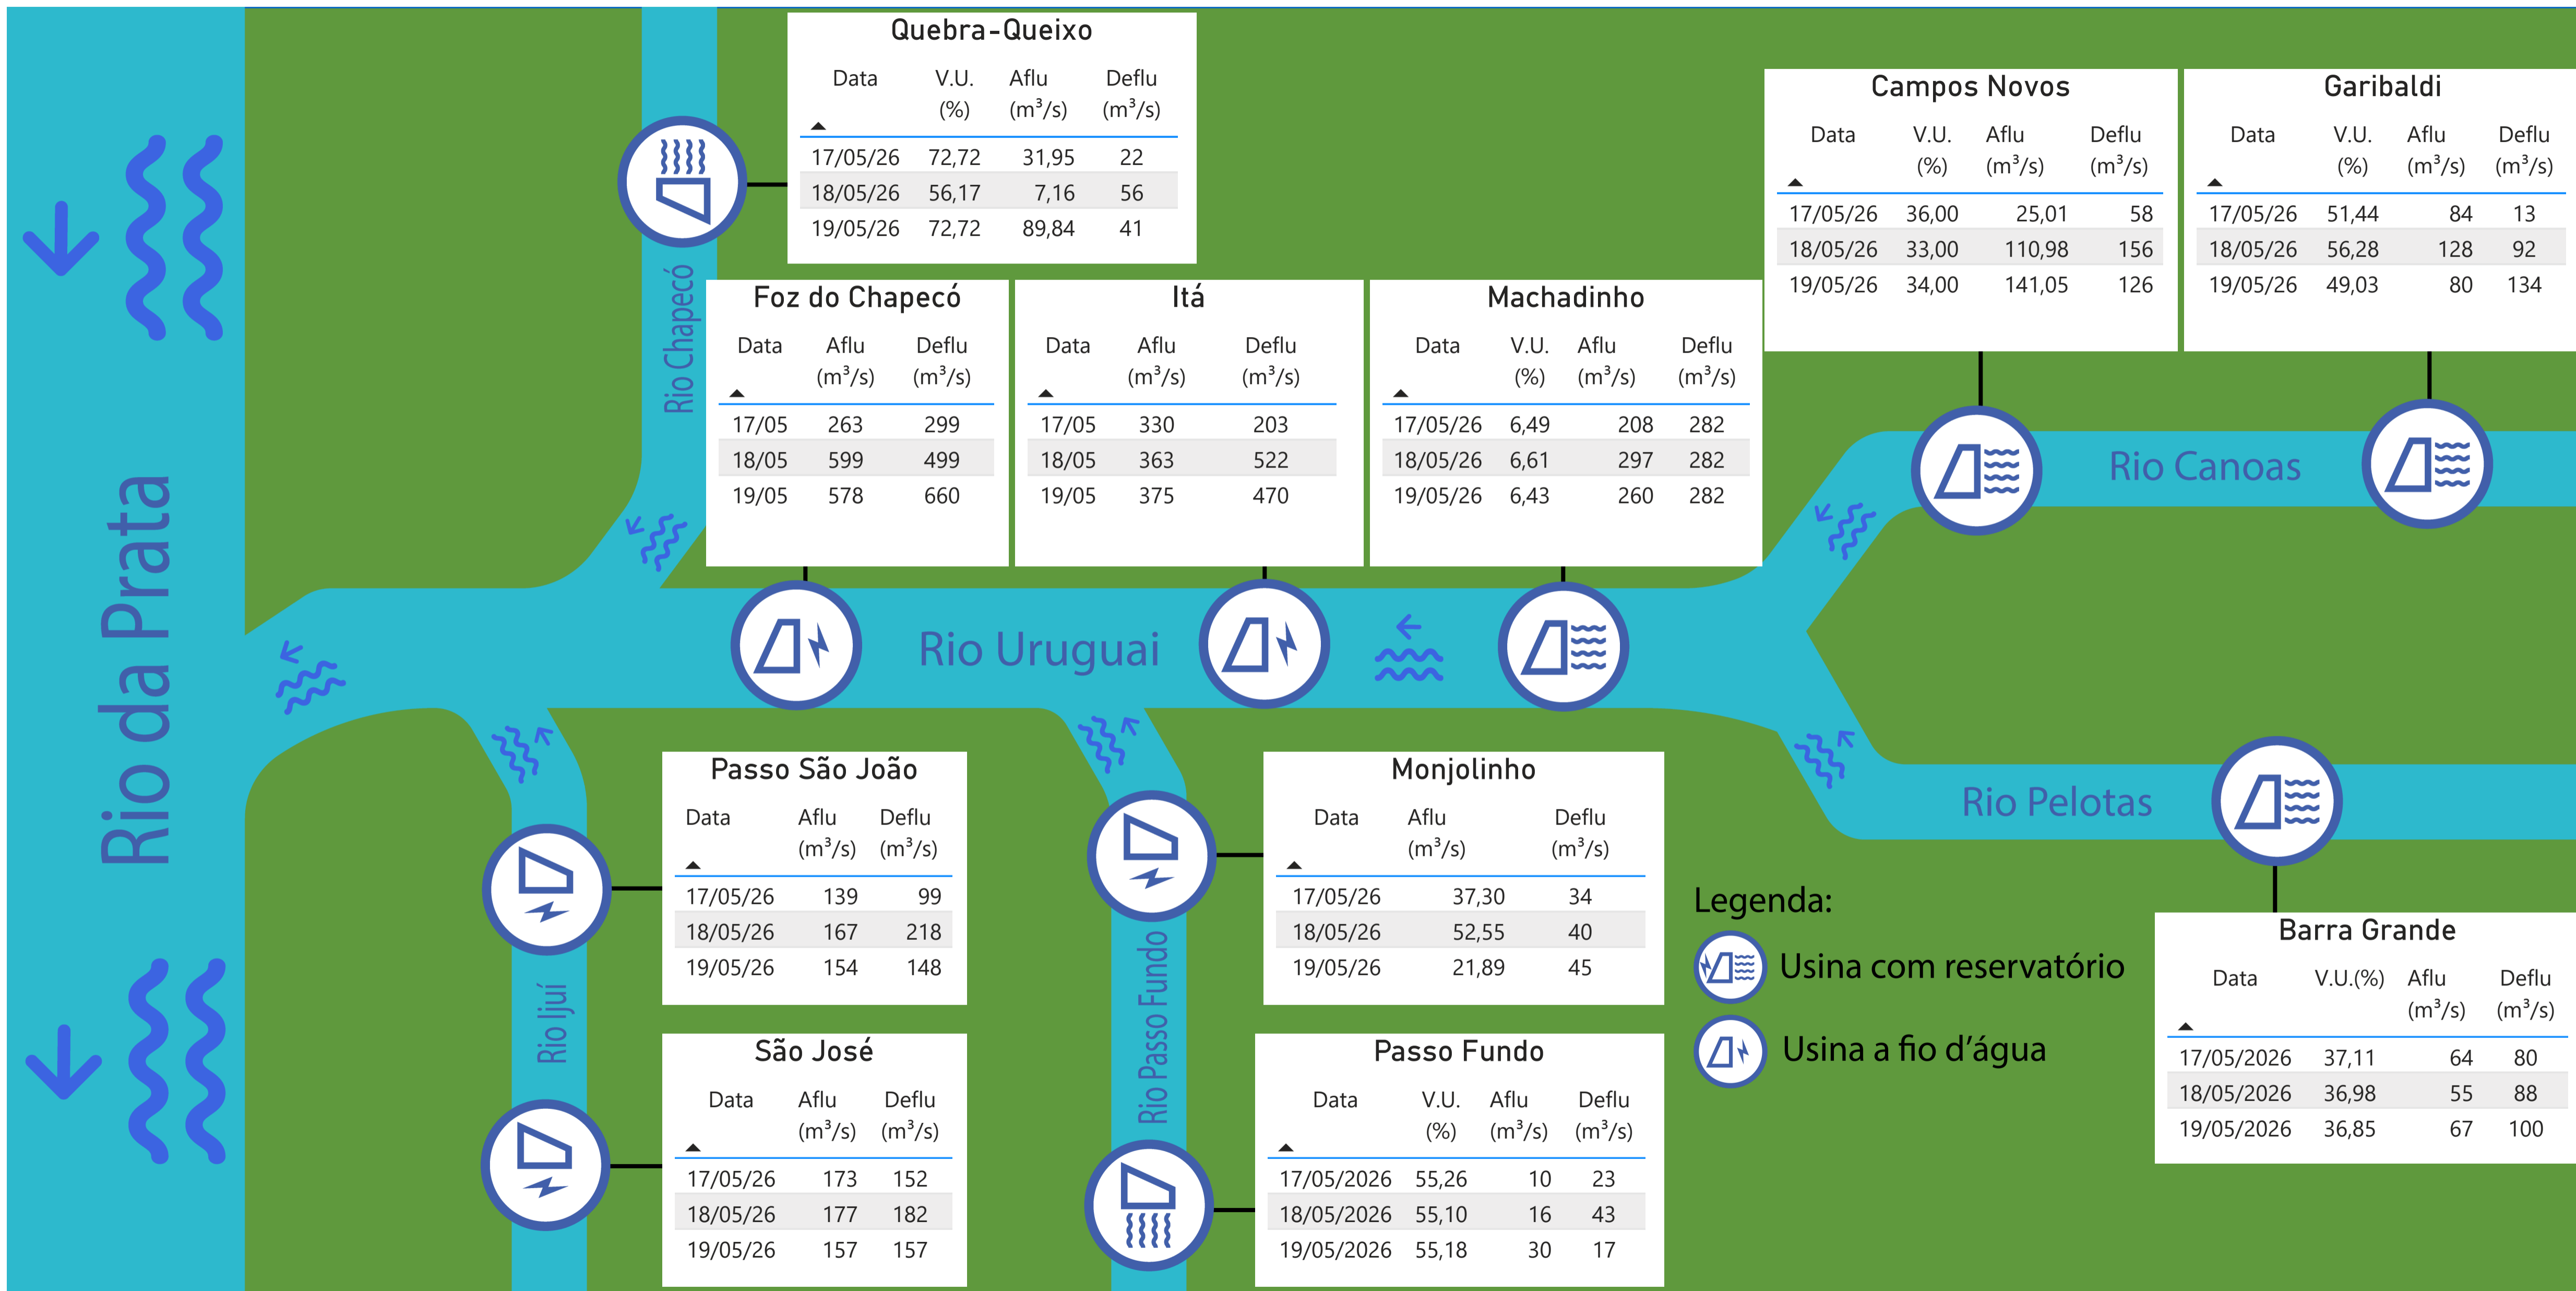 Quebra-Queixo
Data V.U. (%) Aflu (m³/s) Deflu (m³/s)
17/05/26 72,72 31,95 22
18/05/26 56,17 7,16 56
19/05/26 72,72 89,84 41
Campos Novos
Data V.U. (%) Aflu (m³/s) Deflu (m³/s)
17/05/26 36,00 25,01 58
18/05/26 33,00 110,98 156
19/05/26 34,00 141,05 126
Garibaldi
Data V.U. (%) Aflu (m³/s) Deflu (m³/s)
17/05/26 51,44 84 13
18/05/26 56,28 128 92
19/05/26 49,03 80 134
Rio Chapecó
Foz do Chapecó
Data Aflu (m³/s) Deflu (m³/s)
17/05 263 299
18/05 599 499
19/05 578 660
Itá
Data Aflu (m³/s) Deflu (m³/s)
17/05 330 203
18/05 363 522
19/05 375 470
Machadinho
Data V.U. (%) Aflu (m³/s) Deflu (m³/s)
17/05/26 6,49 208 282
18/05/26 6,61 297 282
19/05/26 6,43 260 282
Rio Canoas
Rio da Prata
Rio Uruguai
Rio Pelotas
Passo São João
Data Aflu (m³/s) Deflu (m³/s)
17/05/26 139 99
18/05/26 167 218
19/05/26 154 148
Monjolinho
Data Aflu (m³/s) Deflu (m³/s)
17/05/26 37,30 34
18/05/26 52,55 40
19/05/26 21,89 45
Legenda:
Usina com reservatório
Usina a fio d’água
Barra Grande
Data V.U.(%) Aflu (m³/s) Deflu (m³/s)
17/05/2026 37,11 64 80
18/05/2026 36,98 55 88
19/05/2026 36,85 67 100
Rio Ijuí
São José
Data Aflu (m³/s) Deflu (m³/s)
17/05/26 173 152
18/05/26 177 182
19/05/26 157 157
Rio Passo Fundo
Passo Fundo
Data V.U. (%) Aflu (m³/s) Deflu (m³/s)
17/05/2026 55,26 10 23
18/05/2026 55,10 16 43
19/05/2026 55,18 30 17